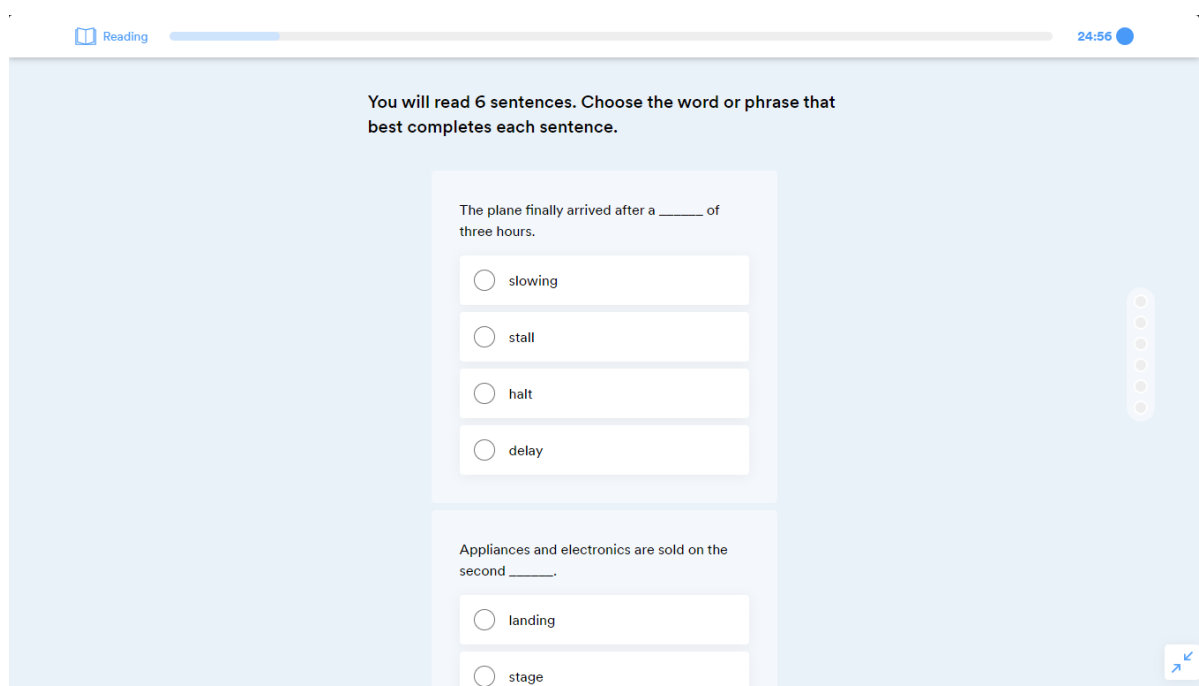 Reading
24:56
You will read 6 sentences. Choose the word or phrase that
best completes each sentence.
The plane finally arrived after a ______ of
three hours.
slowing
stall
halt
delay
Appliances and electronics are sold on the
second ______.
landing
stage